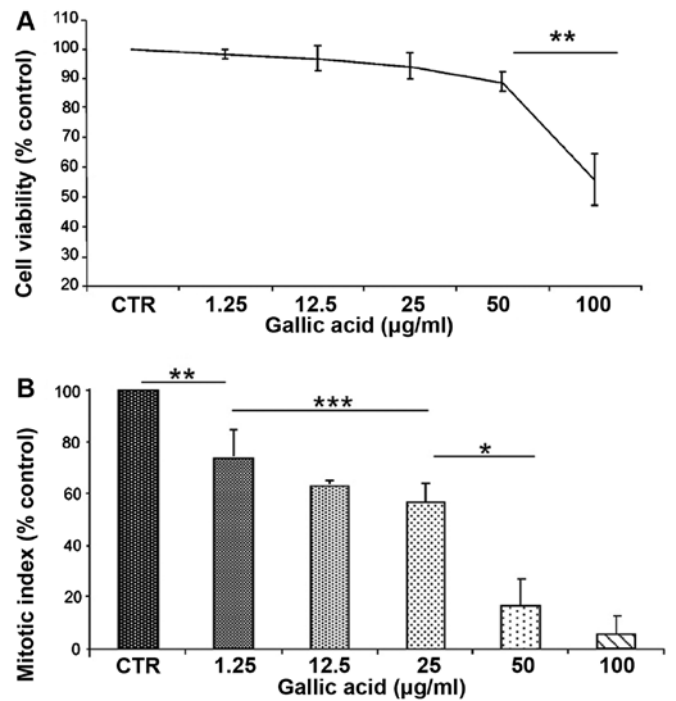 A
Cell viability (% control)
110
100
90
80
70
60
50
40
30
20
**
CTR 1.25 12.5 25 50 100
Gallic acid (µg/ml)
B
Mitotic index (% control)
100
80
60
40
20
0
**
***
*
CTR 1.25 12.5 25 50 100
Gallic acid (µg/ml)